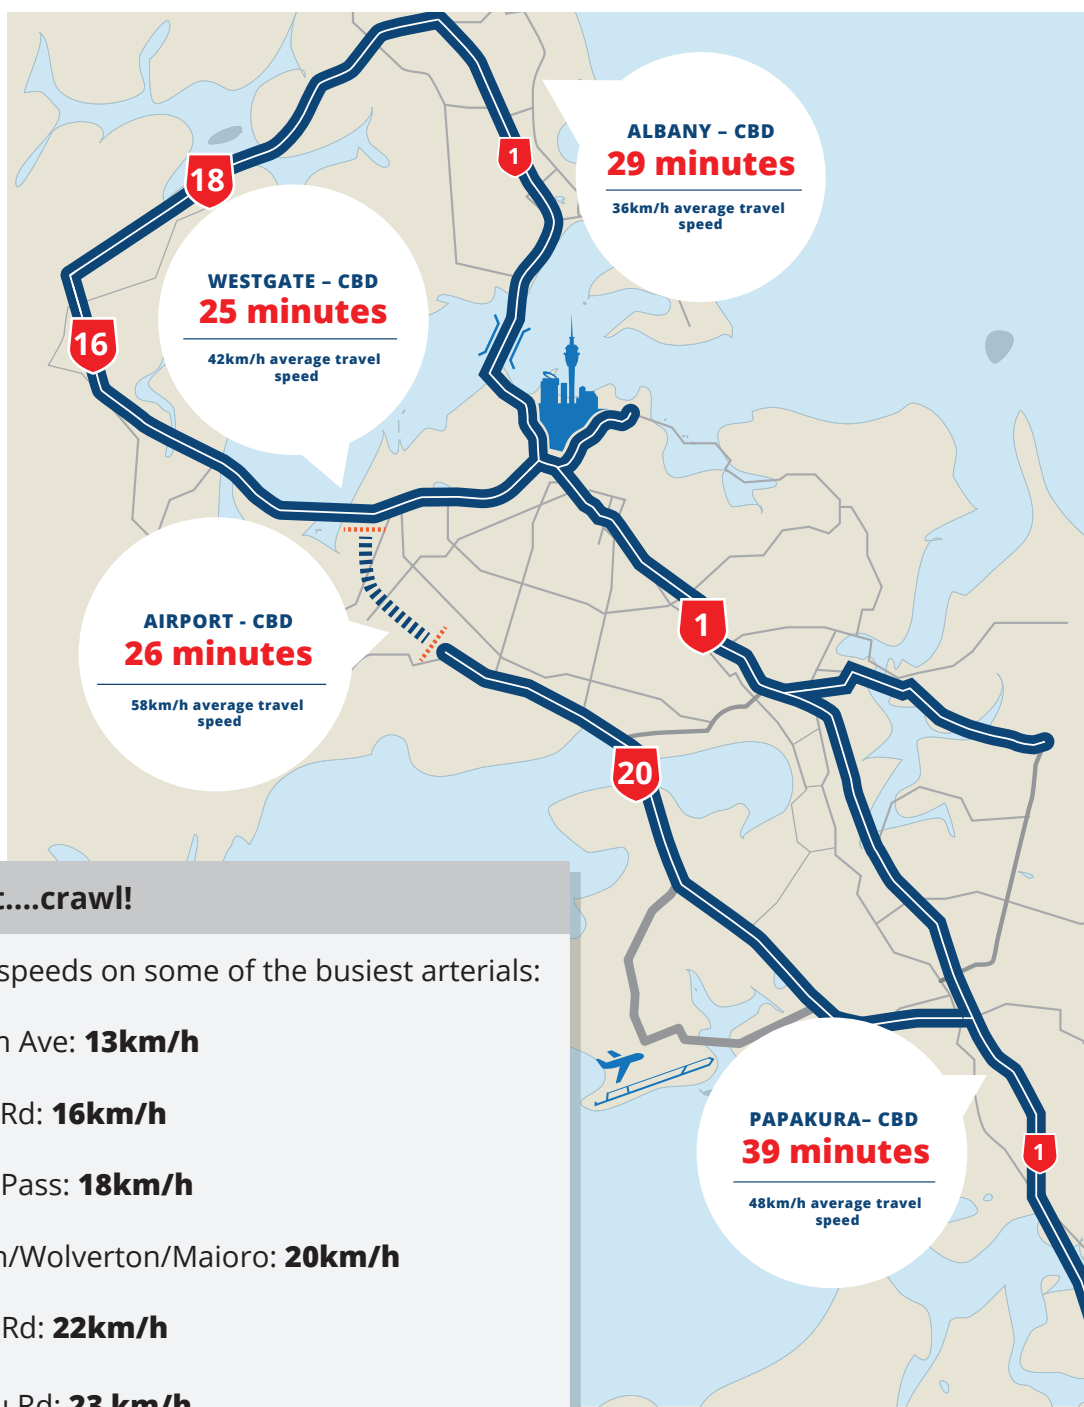 ALBANY – CBD
29 minutes
36km/h average travel
speed
1
18
WESTGATE – CBD
25 minutes
42km/h average travel
speed
16
AIRPORT - CBD
26 minutes
58km/h average travel
speed
1
20
PAPAKURA– CBD
39 minutes
48km/h average travel
speed
1
....crawl!
speeds on some of the busiest arterials:
Ave: 13km/h
Rd: 16km/h
Pass: 18km/h
/Wolverton/Maioro: 20km/h
Rd: 22km/h
Rd: 23 km/h